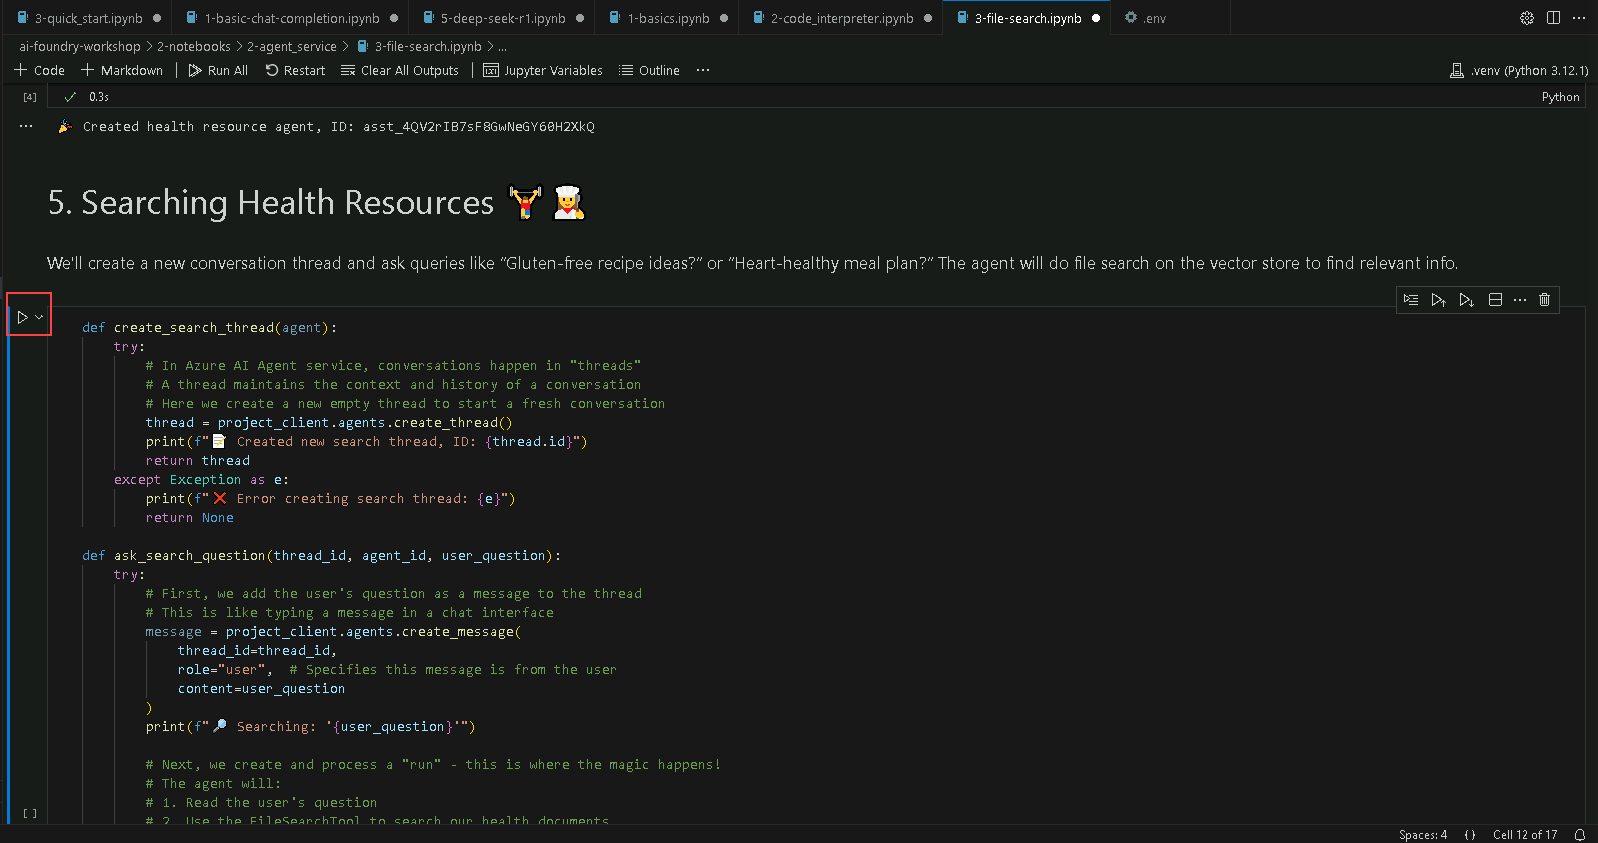 3-quick_start.ipynb
1-basic-chat-completion.ipynb
5-deep-seek-r1.ipynb
1-basics.ipynb
2-code_interpreter.ipynb
3-file-search.ipynb
.env
ai-foundry-workshop > 2-notebooks > 2-agent_service > 3-file-search.ipynb > ...
+ Code + Markdown | Run All Restart Clear All Outputs | Jupyter Variables Outline ...
.venv (Python 3.12.1)
[4] ✓ 0.3s
Python
🎉 Created health resource agent, ID: asst_4QV2rIB7sF8GwNeGY60H2XkQ
5. Searching Health Resources 🏋️👩‍🍳
We'll create a new conversation thread and ask queries like “Gluten-free recipe ideas?” or “Heart-healthy meal plan?” The agent will do file search on the vector store to find relevant info.
def create_search_thread(agent):
try:
# In Azure AI Agent service, conversations happen in "threads"
# A thread maintains the context and history of a conversation
# Here we create a new empty thread to start a fresh conversation
thread = project_client.agents.create_thread()
print(f"📝 Created new search thread, ID: {thread.id}")
return thread
except Exception as e:
print(f"❌ Error creating search thread: {e}")
return None
def ask_search_question(thread_id, agent_id, user_question):
try:
# First, we add the user's question as a message to the thread
# This is like typing a message in a chat interface
message = project_client.agents.create_message(
thread_id=thread_id,
role="user",  # Specifies this message is from the user
content=user_question
)
print(f"🔎 Searching: '{user_question}'")
# Next, we create and process a "run" - this is where the magic happens!
# The agent will:
# 1. Read the user's question
# 2. Use the FileSearchTool to search our health documents
[ ]
Spaces: 4 {} Cell 12 of 17